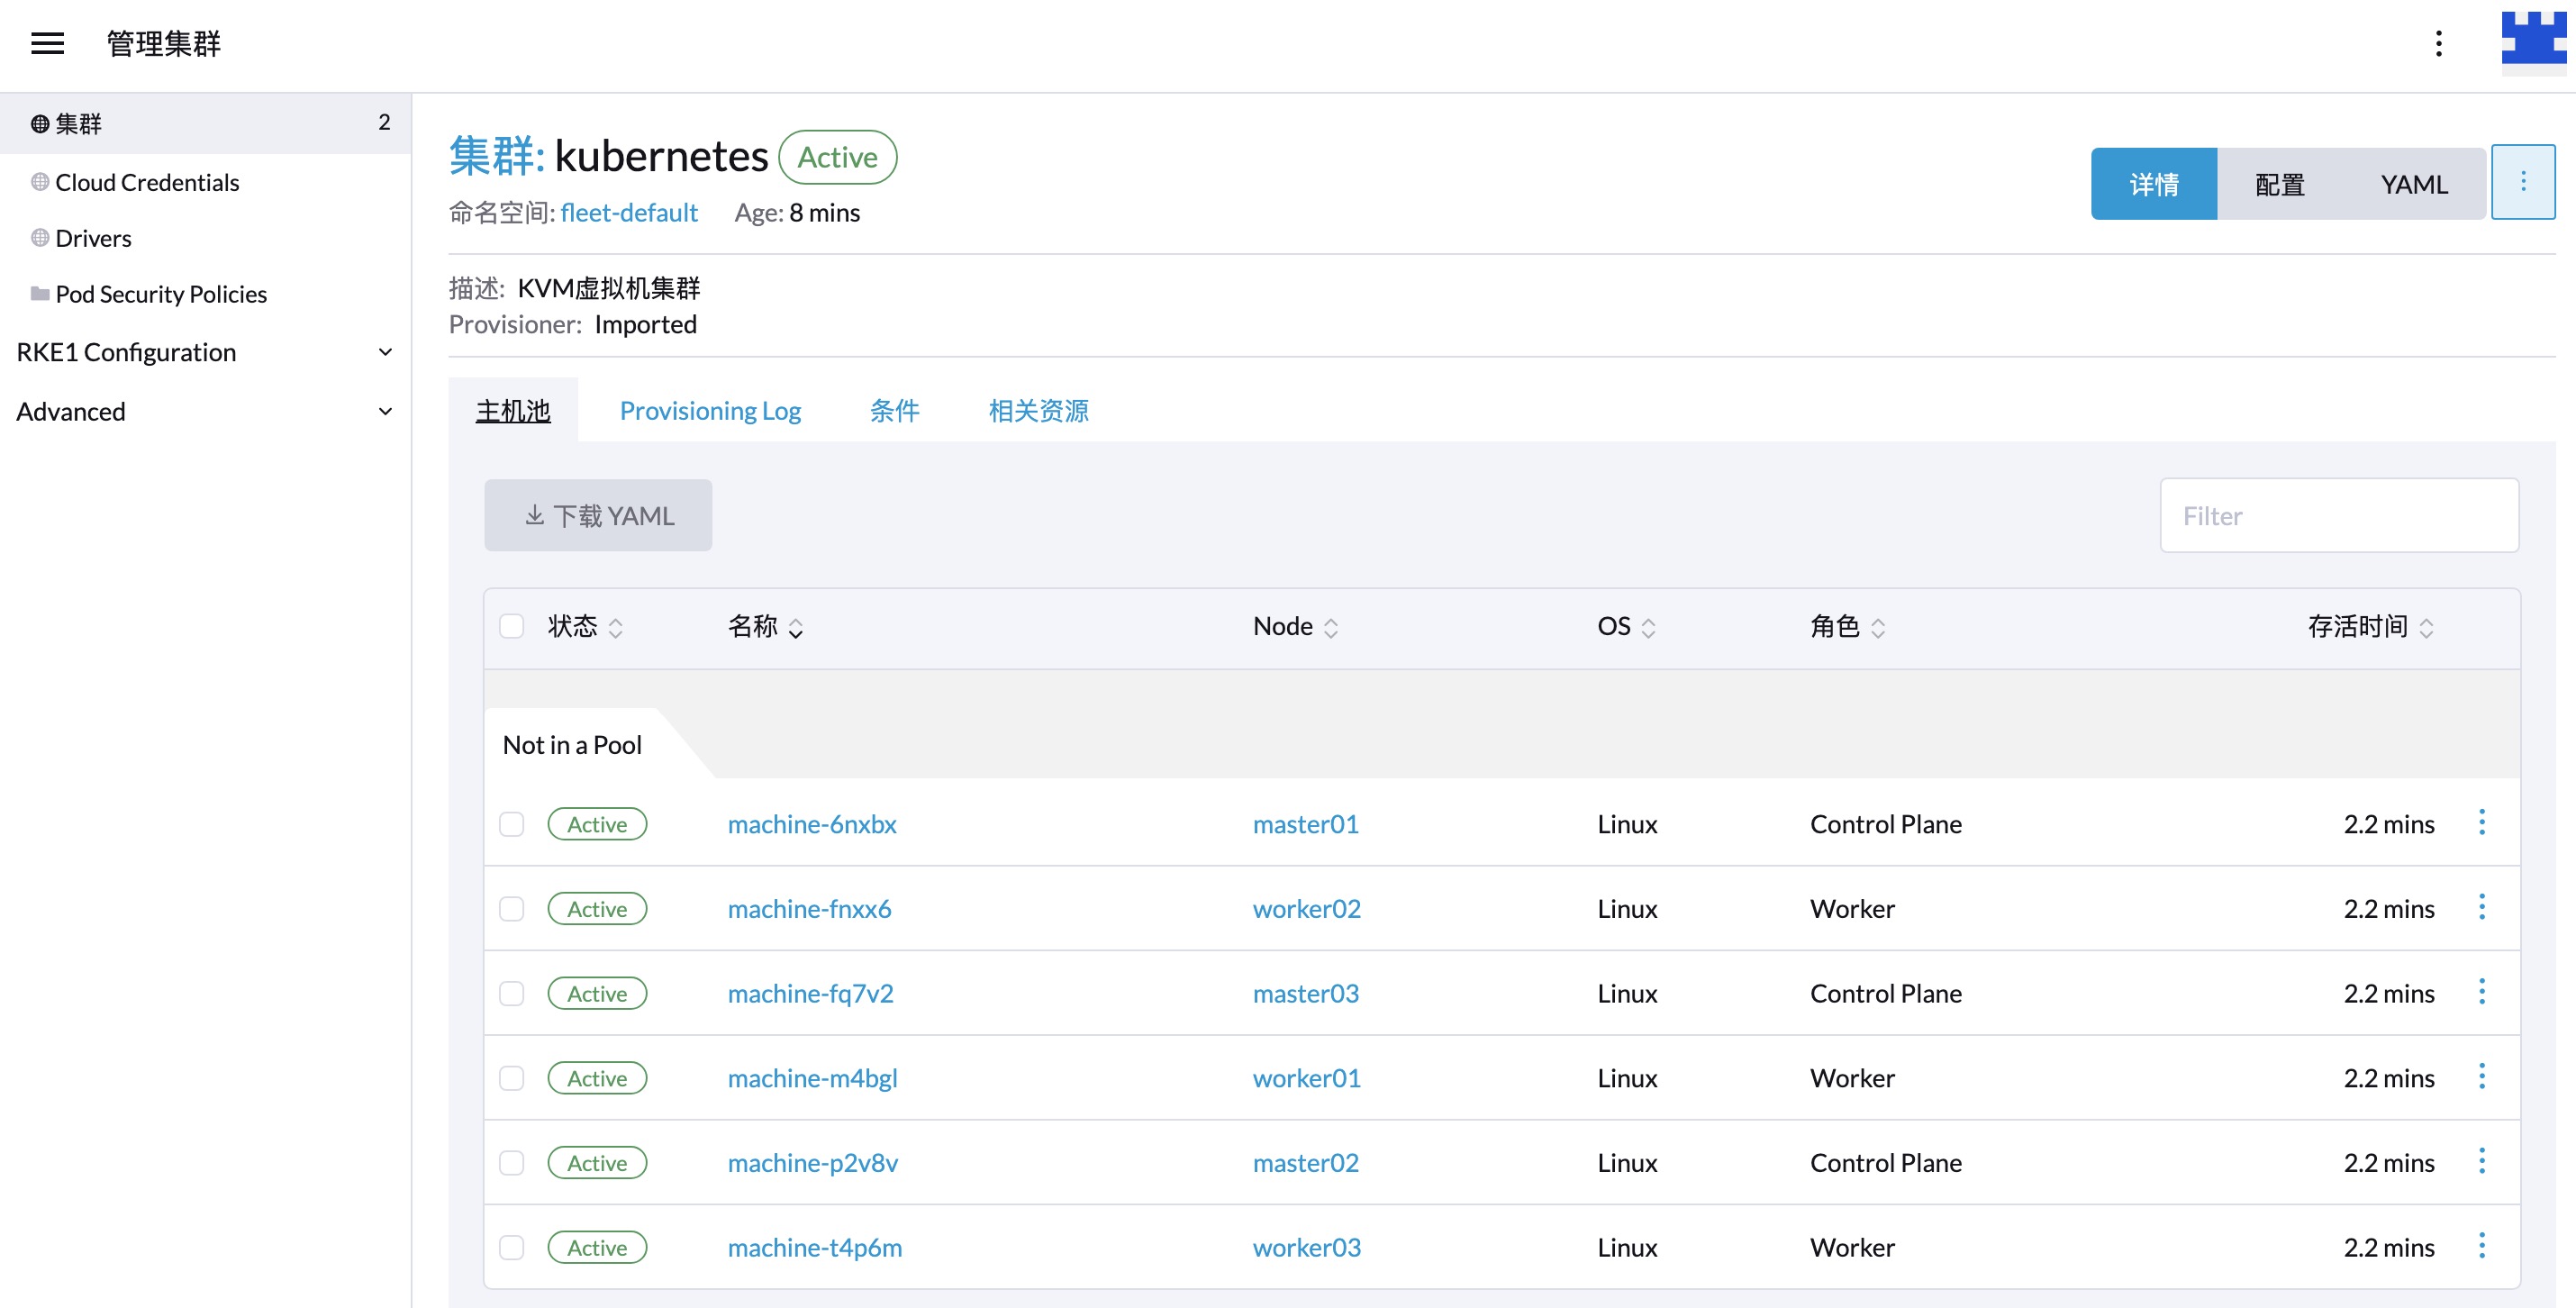 管理集群
集群 2
Cloud Credentials
Drivers
Pod Security Policies
RKE1 Configuration
Advanced
集群: kubernetes Active
命名空间: fleet-default Age: 8 mins
详情 配置 YAML
描述: KVM虚拟机集群
Provisioner: Imported
主机池 Provisioning Log 条件 相关资源
下载 YAML Filter
状态 名称 Node OS 角色 存活时间
Not in a Pool
Active machine-6nxbx master01 Linux Control Plane 2.2 mins
Active machine-fnxx6 worker02 Linux Worker 2.2 mins
Active machine-fq7v2 master03 Linux Control Plane 2.2 mins
Active machine-m4bgl worker01 Linux Worker 2.2 mins
Active machine-p2v8v master02 Linux Control Plane 2.2 mins
Active machine-t4p6m worker03 Linux Worker 2.2 mins